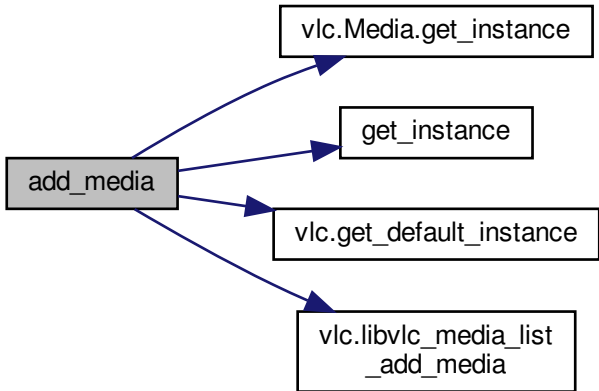 vlc.Media.get_instance
get_instance
add_media
vlc.get_default_instance
vlc.libvlc_media_list
_add_media